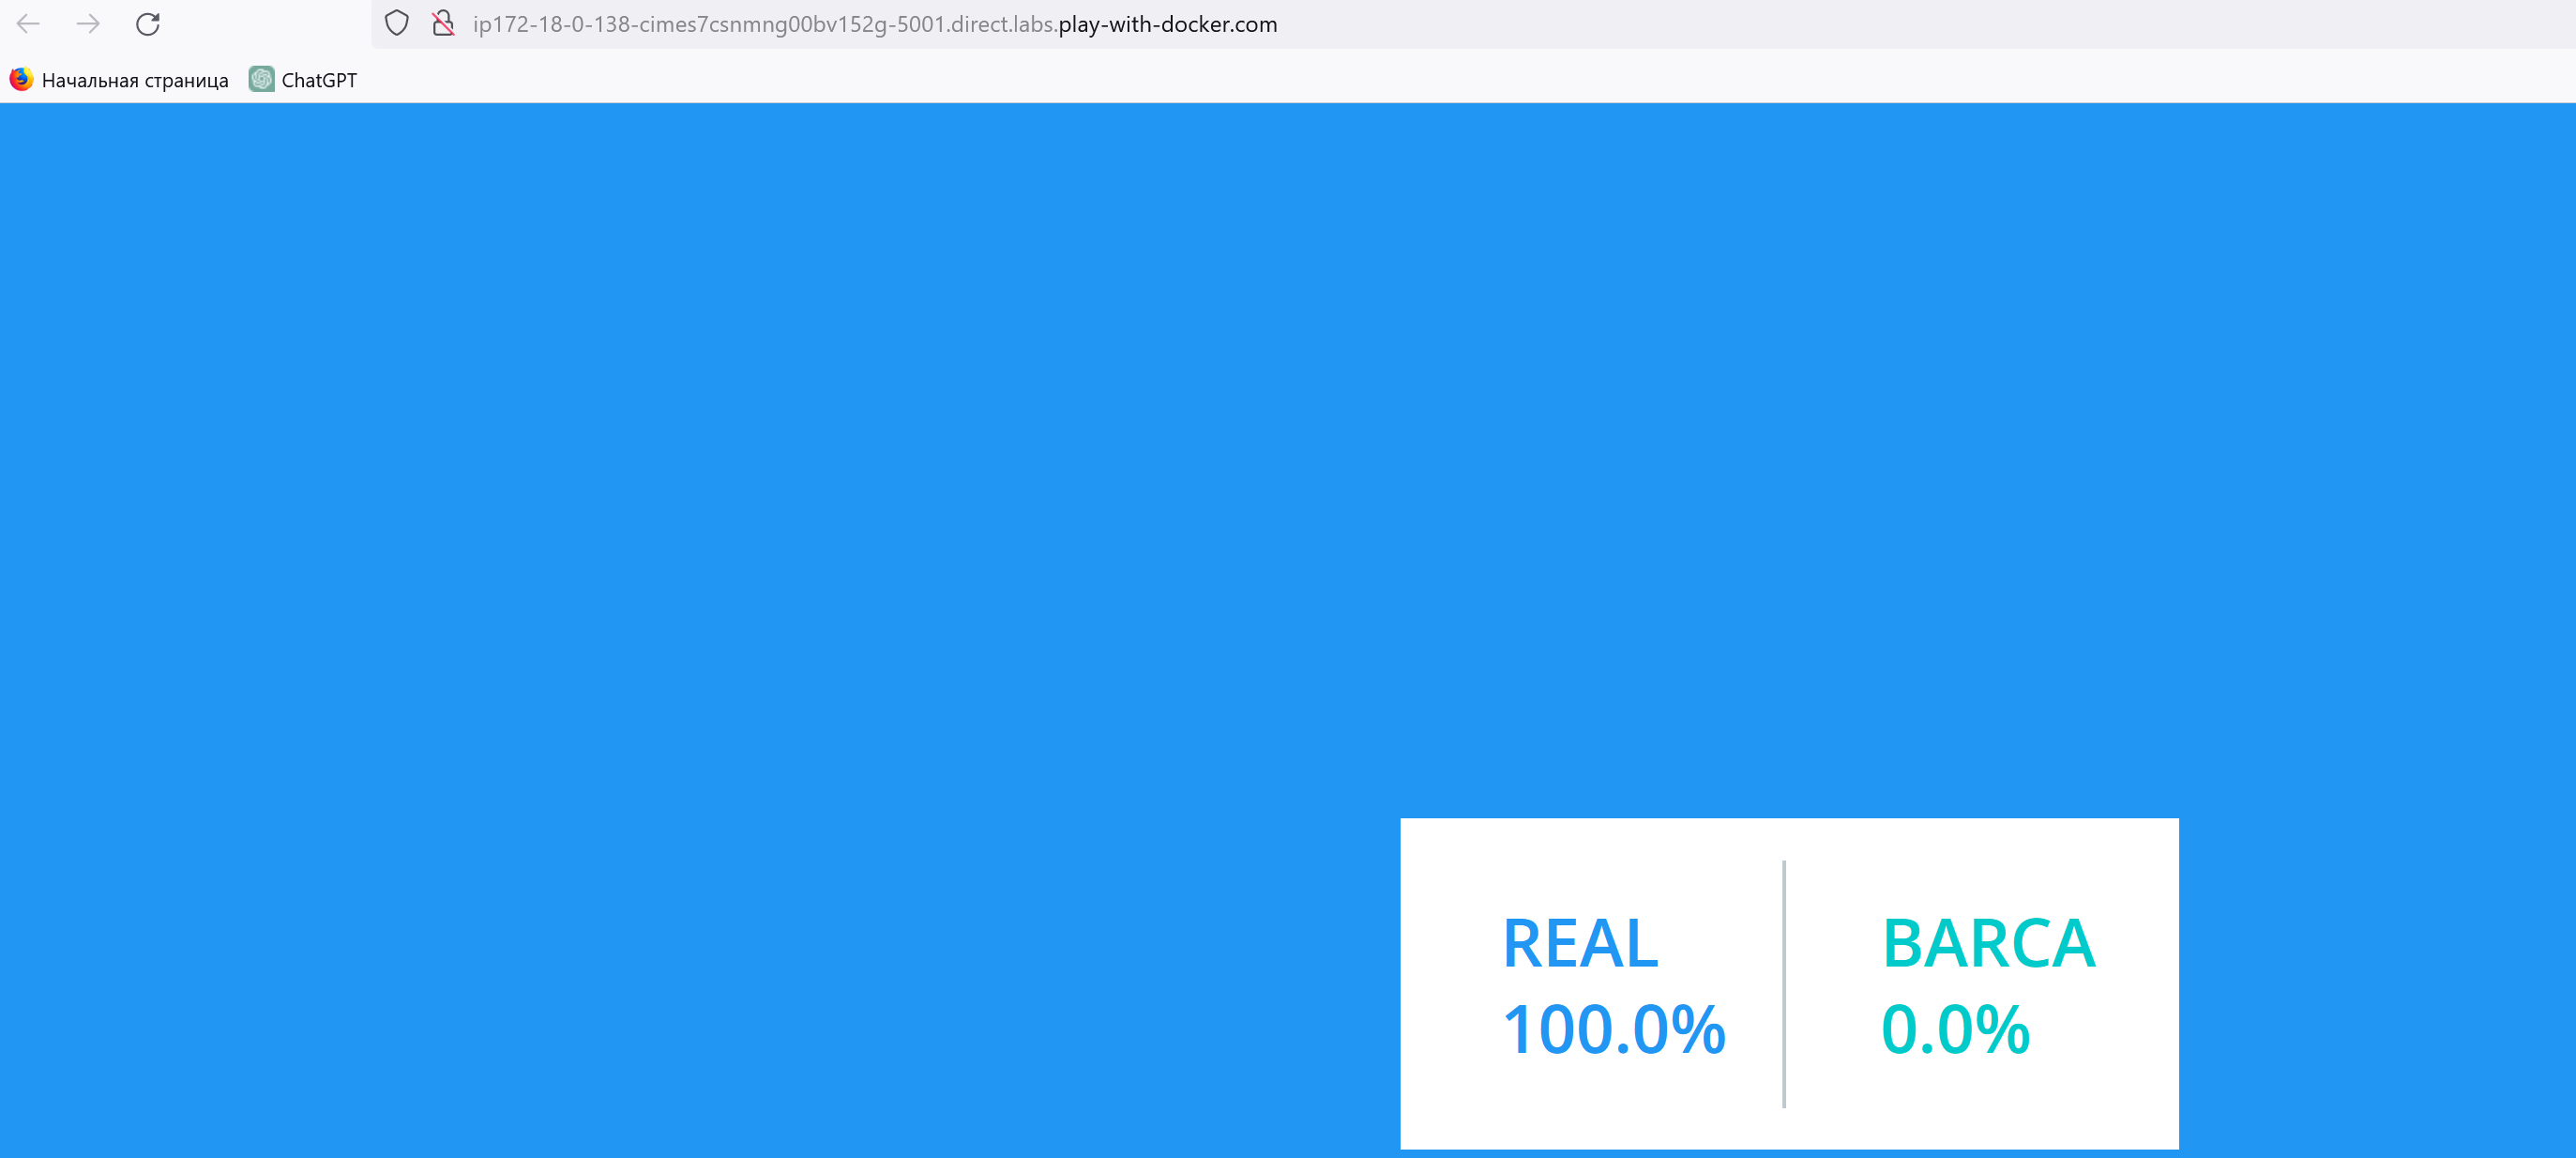 ip172-18-0-138-cimes7csnmng00bv152g-5001.direct.labs.play-with-docker.com
Начальная страница ChatGPT
REAL
100.0%
BARCA
0.0%